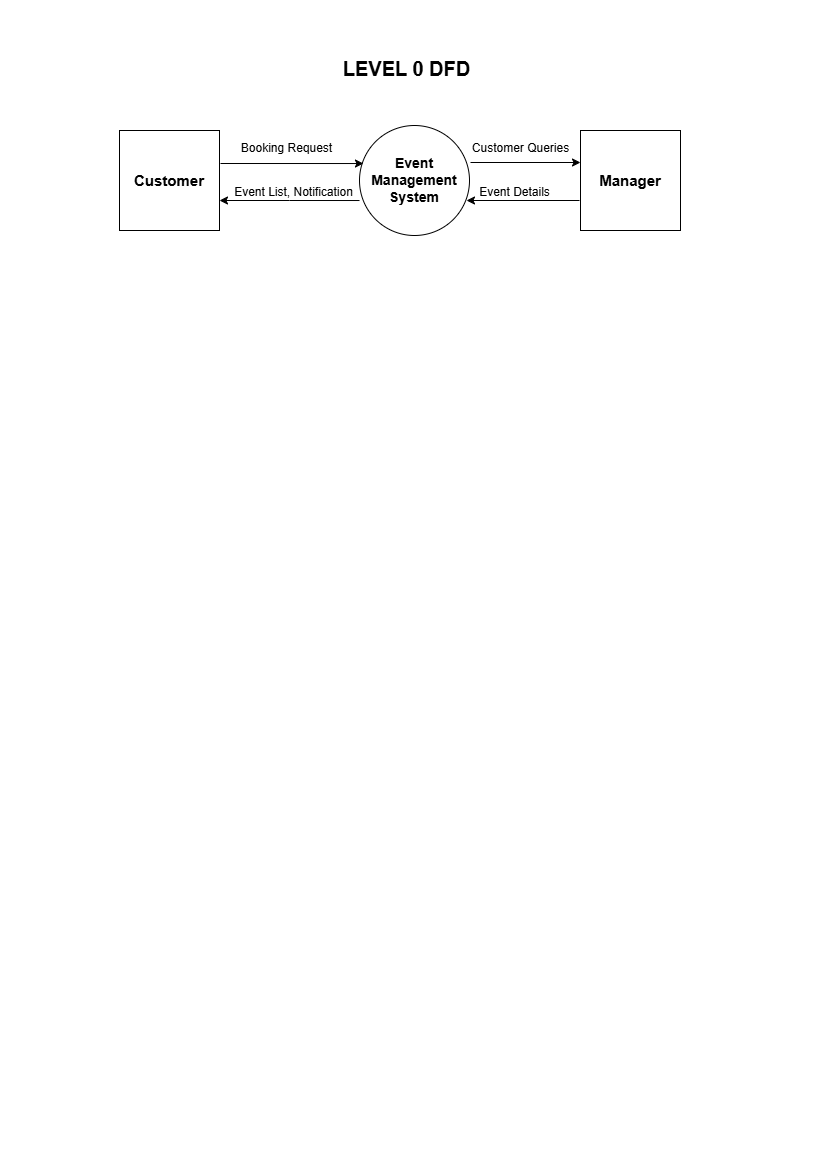 LEVEL 0 DFD
Booking Request
Customer Queries
Customer
Event
Management
System
Manager
Event List, Notification
Event Details